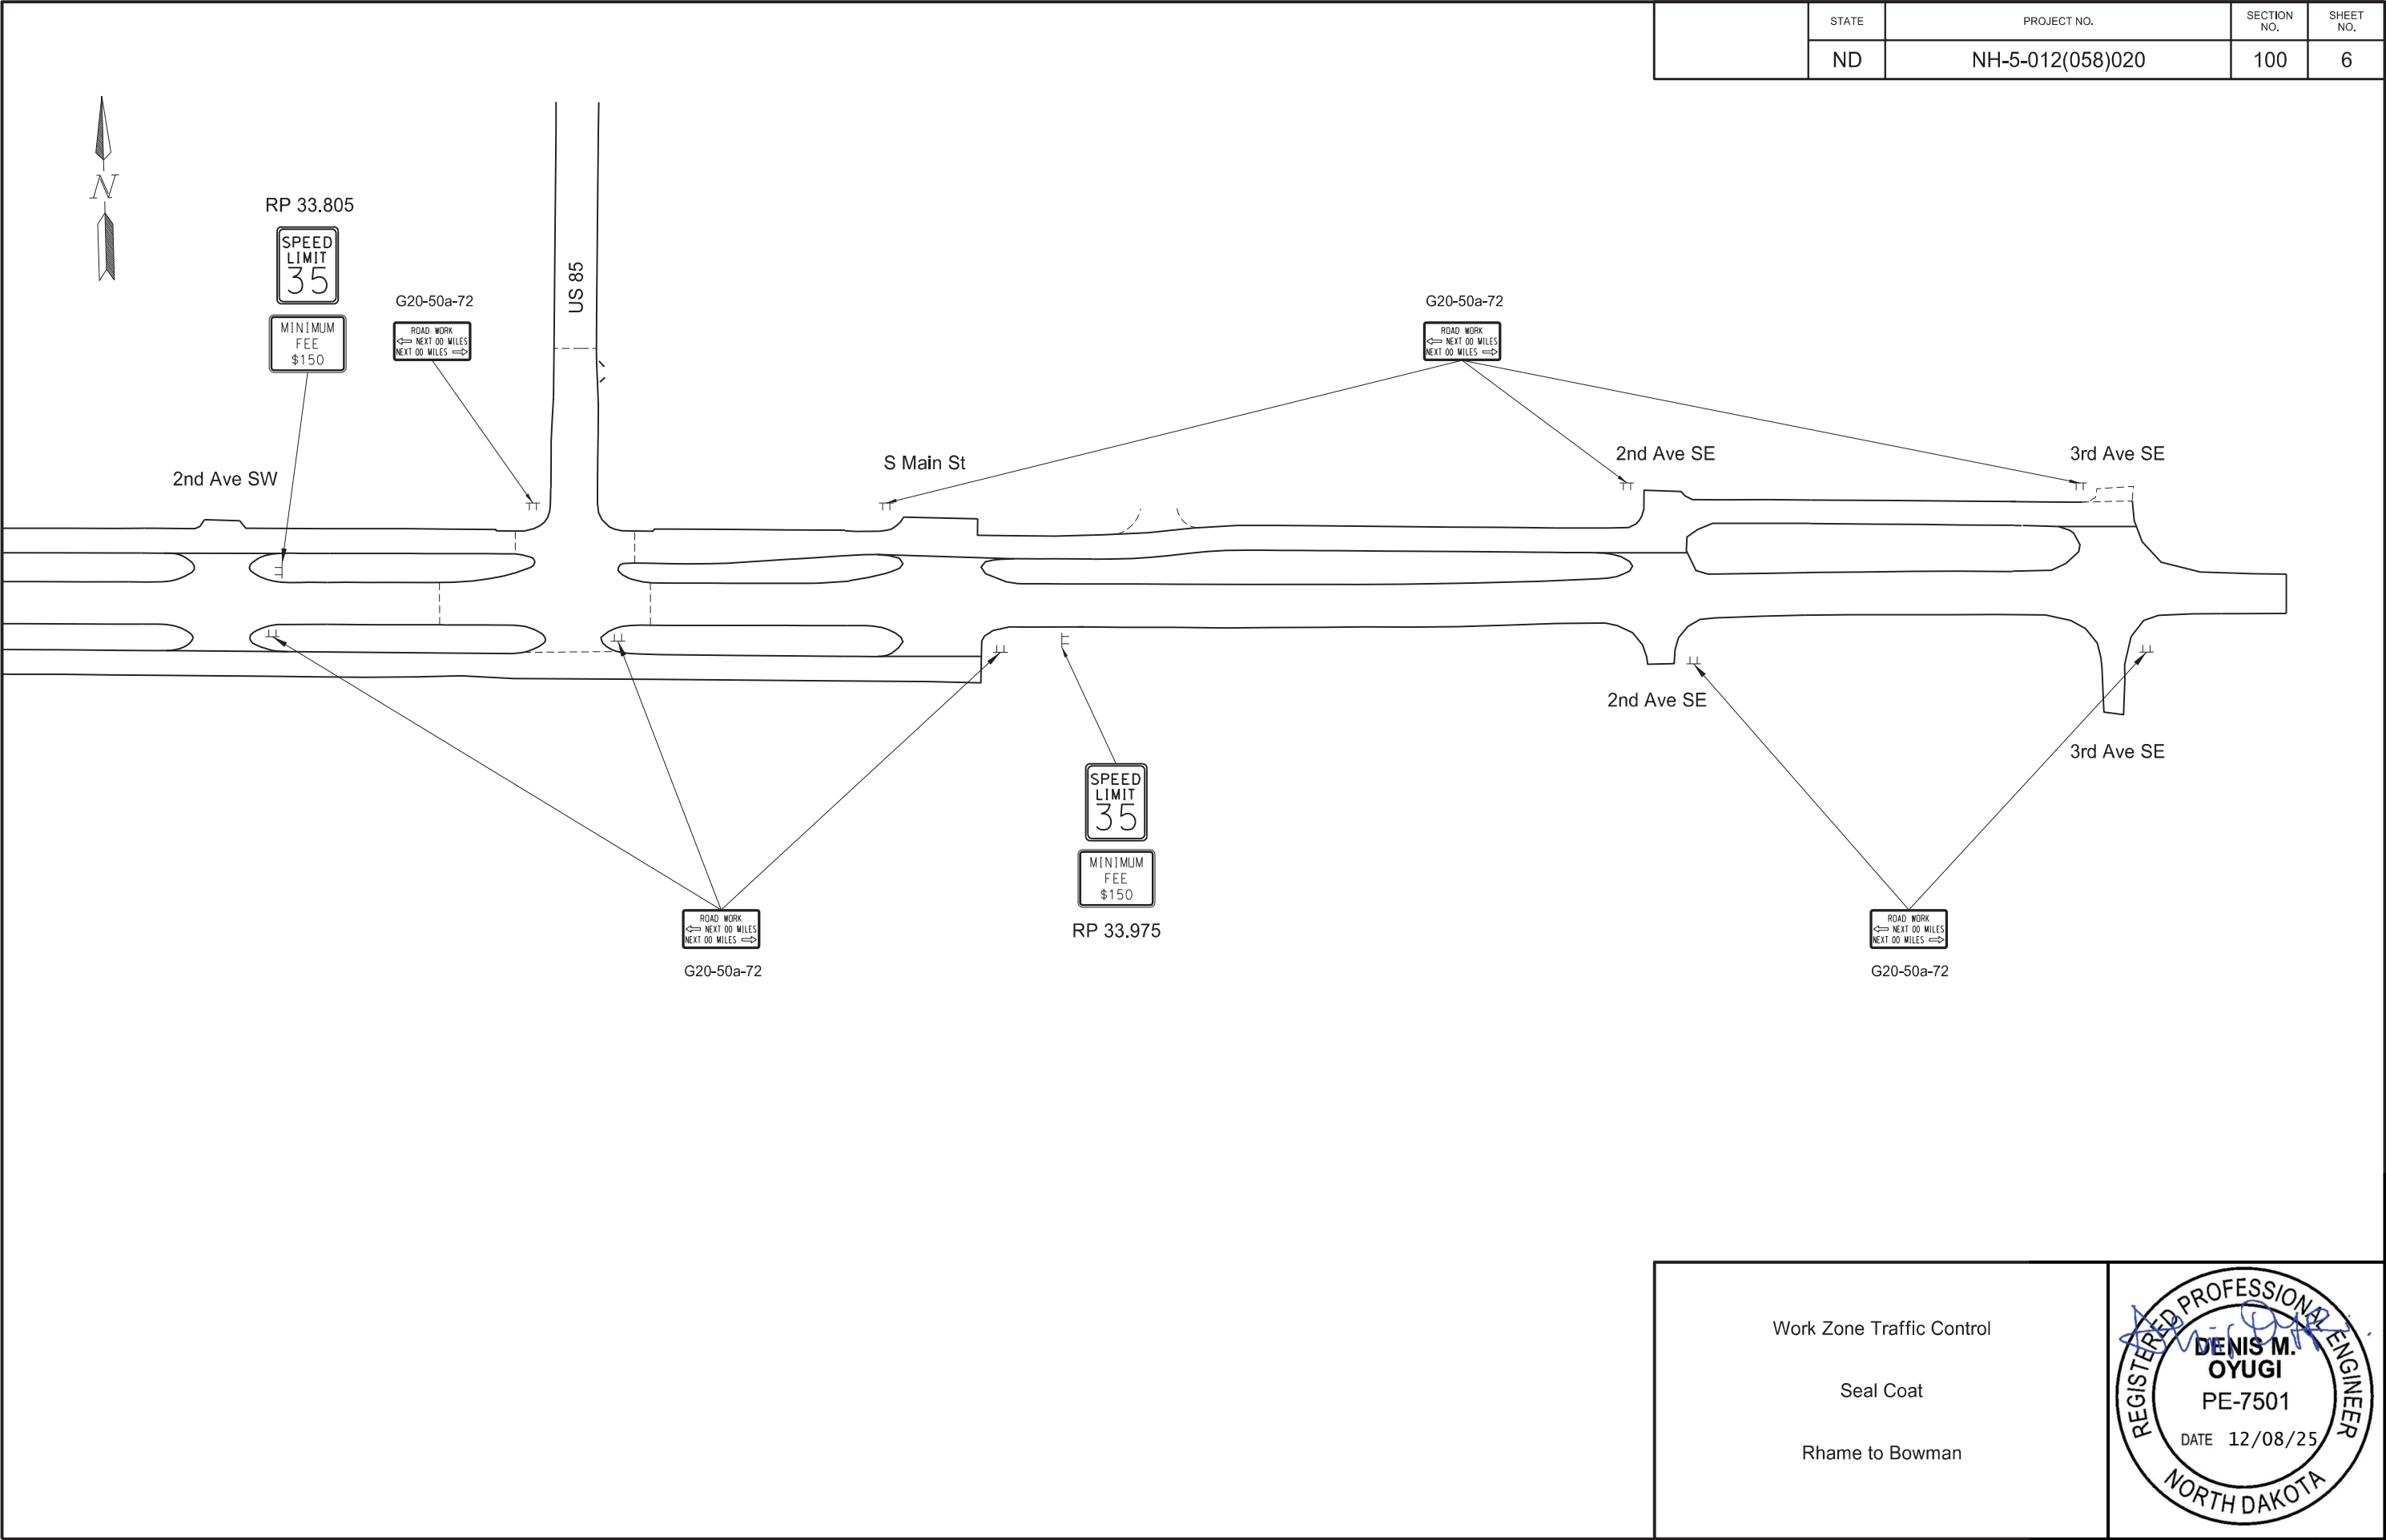 STATE
PROJECT NO.
SECTION NO.
SHEET NO.
ND
NH-5-012(058)020
100
6
N
RP 33.805
SPEED
LIMIT
35
MINIMUM
FEE
$150
G20-50a-72
ROAD WORK
NEXT 00 MILES
NEXT 00 MILES
US 85
G20-50a-72
ROAD WORK
NEXT 00 MILES
NEXT 00 MILES
2nd Ave SW
S Main St
2nd Ave SE
3rd Ave SE
2nd Ave SE
3rd Ave SE
SPEED
LIMIT
35
MINIMUM
FEE
$150
RP 33.975
ROAD WORK
NEXT 00 MILES
NEXT 00 MILES
G20-50a-72
ROAD WORK
NEXT 00 MILES
NEXT 00 MILES
G20-50a-72
Work Zone Traffic Control
Seal Coat
Rhame to Bowman
REGISTERED PROFESSIONAL ENGINEER
DENIS M.
OYUGI
PE-7501
DATE 12/08/25
NORTH DAKOTA